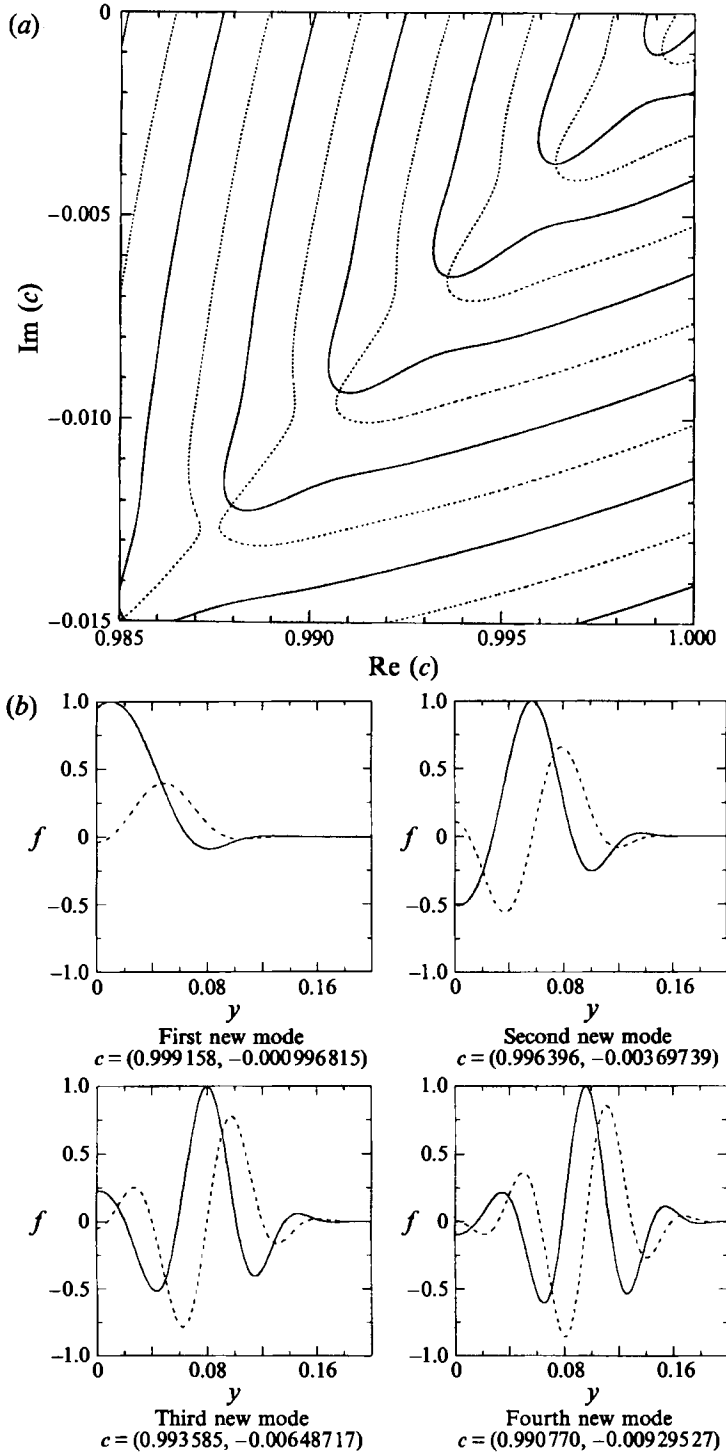 (a)
0
−0.005
−0.010
−0.015
Im (c)
0.985 0.990 0.995 1.000
Re (c)
(b)
1.0
0.5
f 0
−0.5
−1.0
0 0.08 0.16
y
First new mode
c = (0.999158, −0.000996815)
1.0
0.5
f 0
−0.5
−1.0
0 0.08 0.16
y
Second new mode
c = (0.996396, −0.00369739)
1.0
0.5
f 0
−0.5
−1.0
0 0.08 0.16
y
Third new mode
c = (0.993585, −0.00648717)
1.0
0.5
f 0
−0.5
−1.0
0 0.08 0.16
y
Fourth new mode
c = (0.990770, −0.00929527)